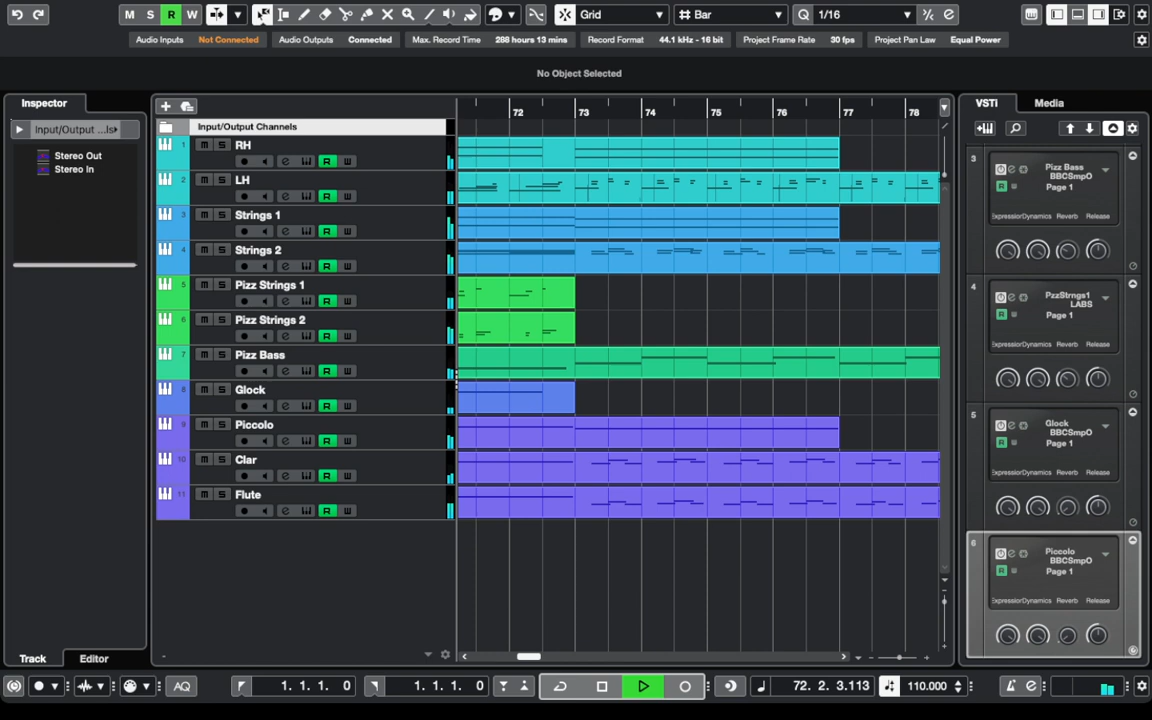 M S R W Grid Bar Q 1/16
Audio Inputs Not Connected Audio Outputs Connected Max. Record Time 288 hours 13 mins Record Format 44.1 kHz - 16 bit Project Frame Rate 30 fps Project Pan Law Equal Power
No Object Selected
Inspector
Input/Output ...ls
Stereo Out
Stereo In
Track Editor
72 73 74 75 76 77 78
Input/Output Channels
1 RH
M S R W
2 LH
M S R W
3 Strings 1
M S R W
4 Strings 2
M S R W
5 Pizz Strings 1
M S R W
6 Pizz Strings 2
M S R W
7 Pizz Bass
M S R W
8 Glock
M S R W
9 Piccolo
M S R W
10 Clar
M S R W
11 Flute
M S R W
VSTi Media
3 Pizz Bass
BBCSmpO
R Page 1
ExpressionDynamics Reverb Release
4 PzzStrngs1
LABS
R Page 1
ExpressionDynamics Reverb Release
5 Glock
BBCSmpO
R Page 1
ExpressionDynamics Reverb Release
6 Piccolo
BBCSmpO
R Page 1
ExpressionDynamics Reverb Release
AQ 1. 1. 1. 0 1. 1. 1. 0 72. 2. 3.113 110.000